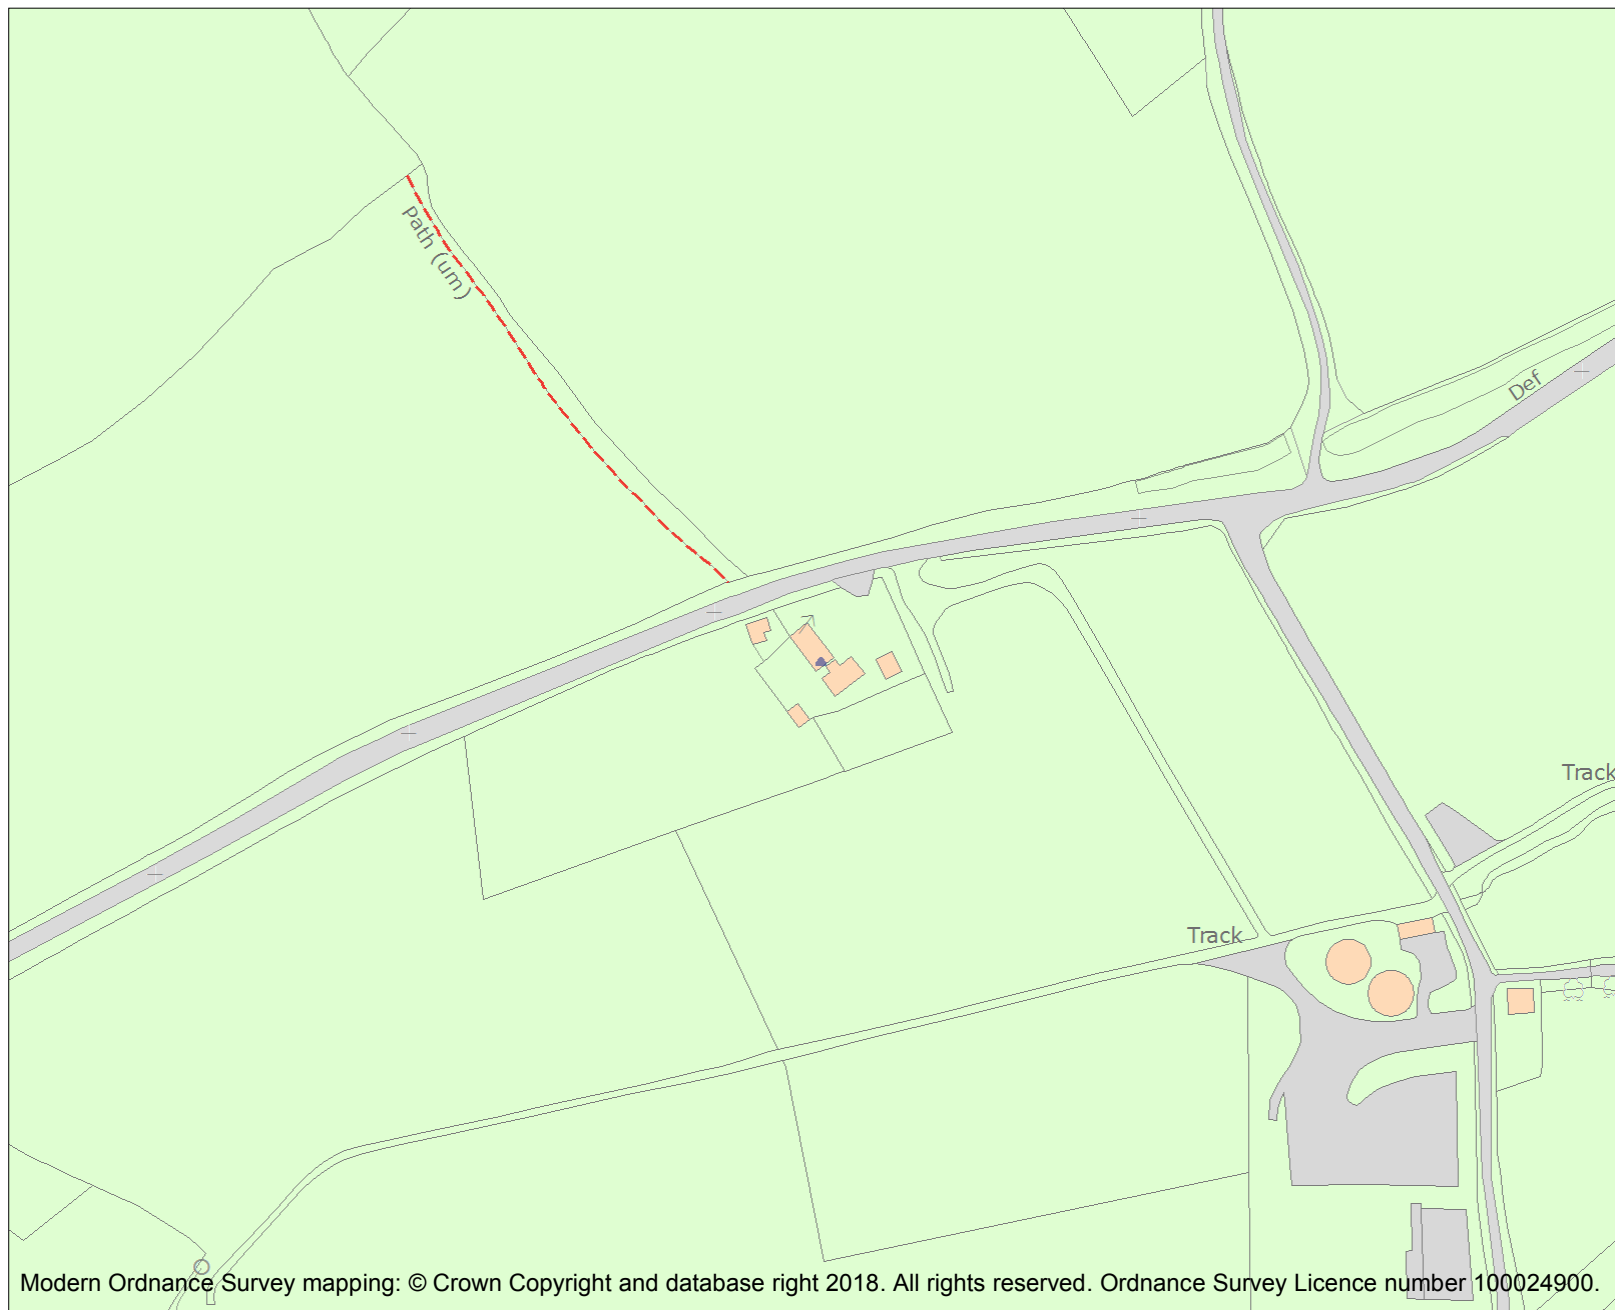 Path (um)
Def
Track
Track
Modern Ordnance Survey mapping: © Crown Copyright and database right 2018. All rights reserved. Ordnance Survey Licence number 100024900.